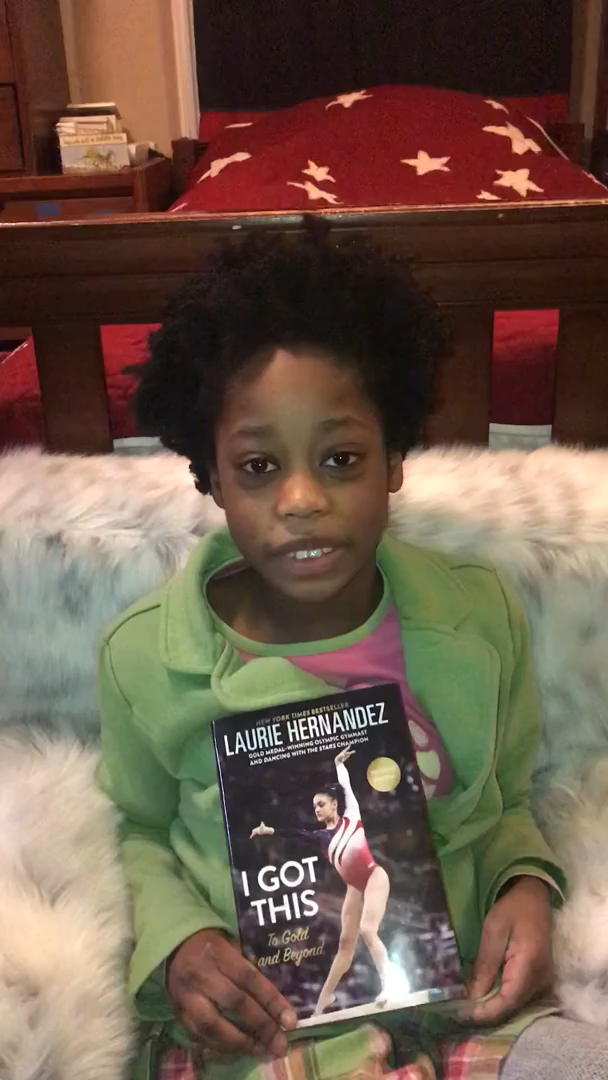 NEW YORK TIMES BESTSELLER
LAURIE HERNANDEZ
GOLD MEDAL-WINNING OLYMPIC GYMNAST
AND DANCING WITH THE STARS CHAMPION
I GOT
THIS
To Gold
and Beyond